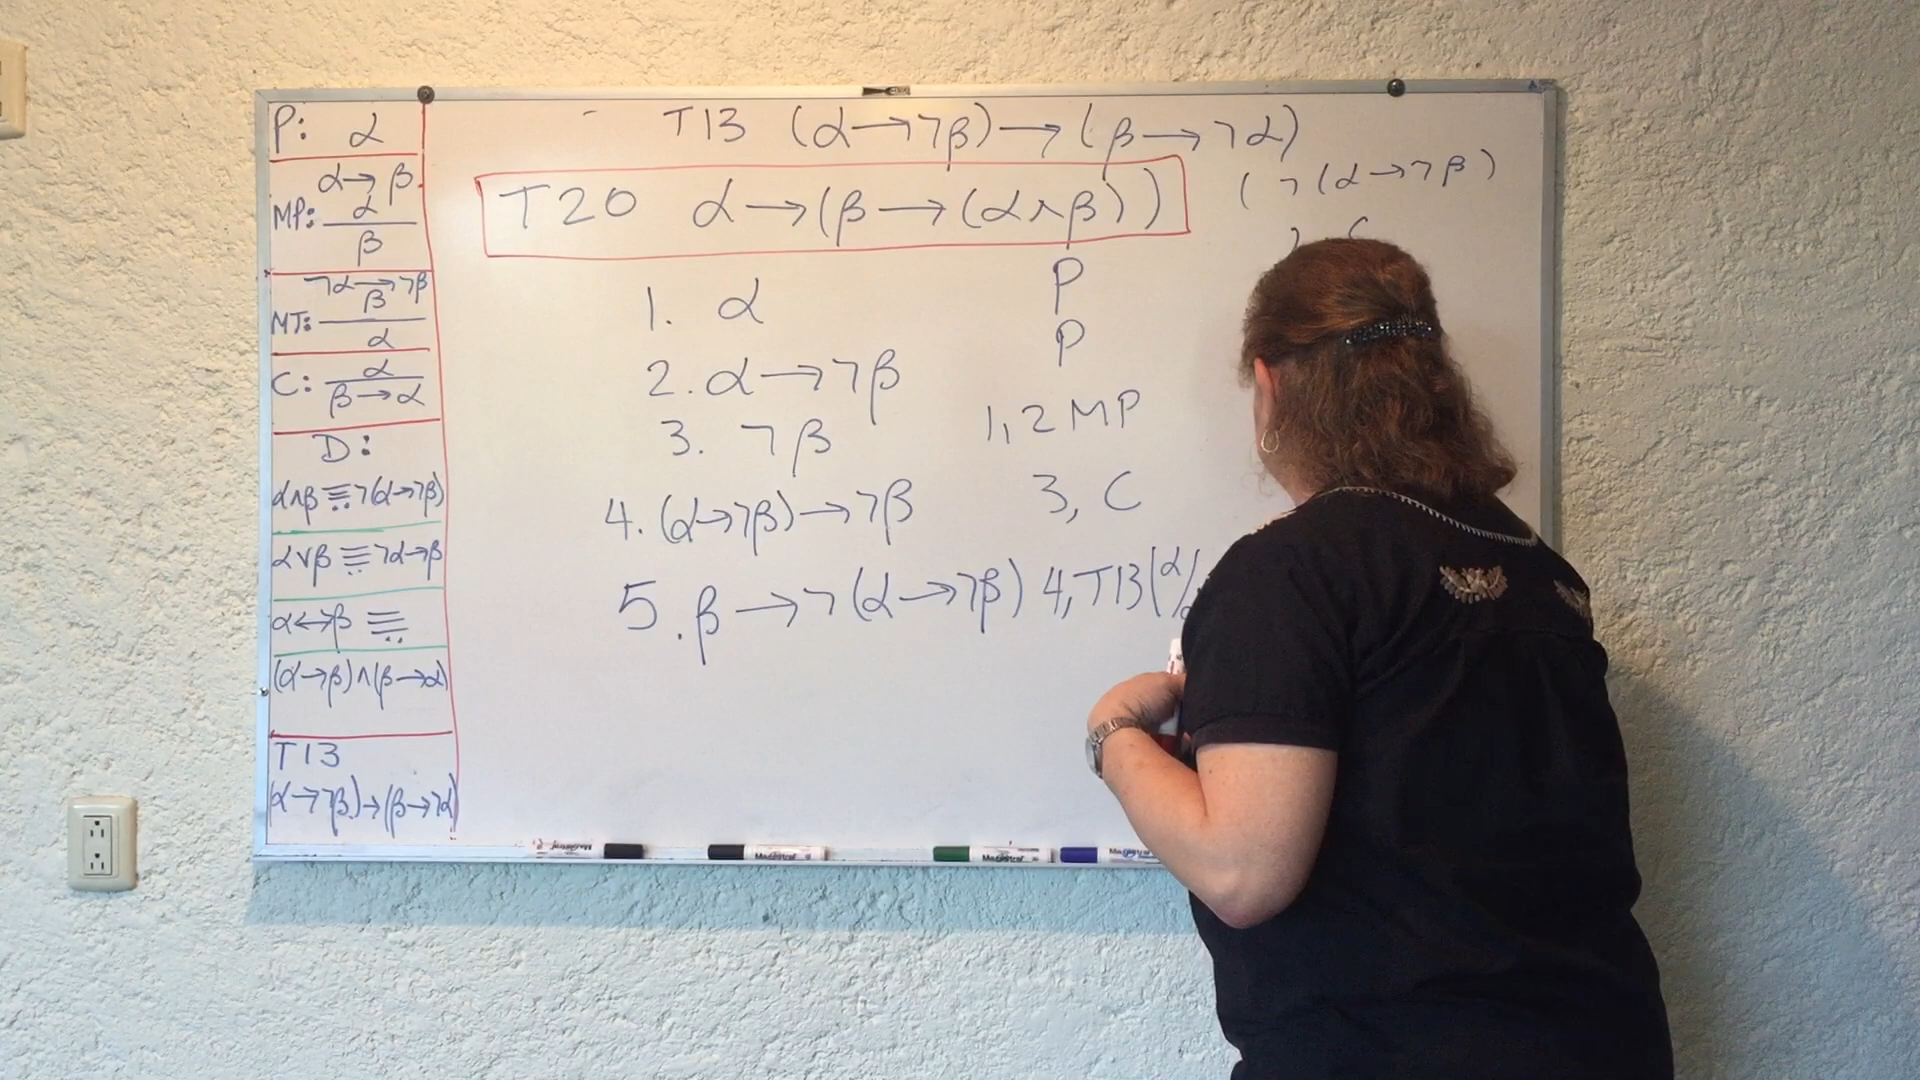 P: α
α→β
MP: α
β
¬α→¬β
β
MT:
α
C: α
β→α
D:
α∧β ≡̤ ¬(α→¬β)
α∨β ≡̤ ¬α→β
α↔β ≡̤
(α→β)∧(β→α)
T13
(α→¬β)→(β→¬α)
T13 (α→¬β)→(β→¬α)
T20 α→(β→(α∧β))
(¬(α→¬β)
1. α P
2. α→¬β P
3. ¬β 1,2 MP
4. (α→¬β)→¬β 3, C
5. β→¬(α→¬β) 4, T13(α/